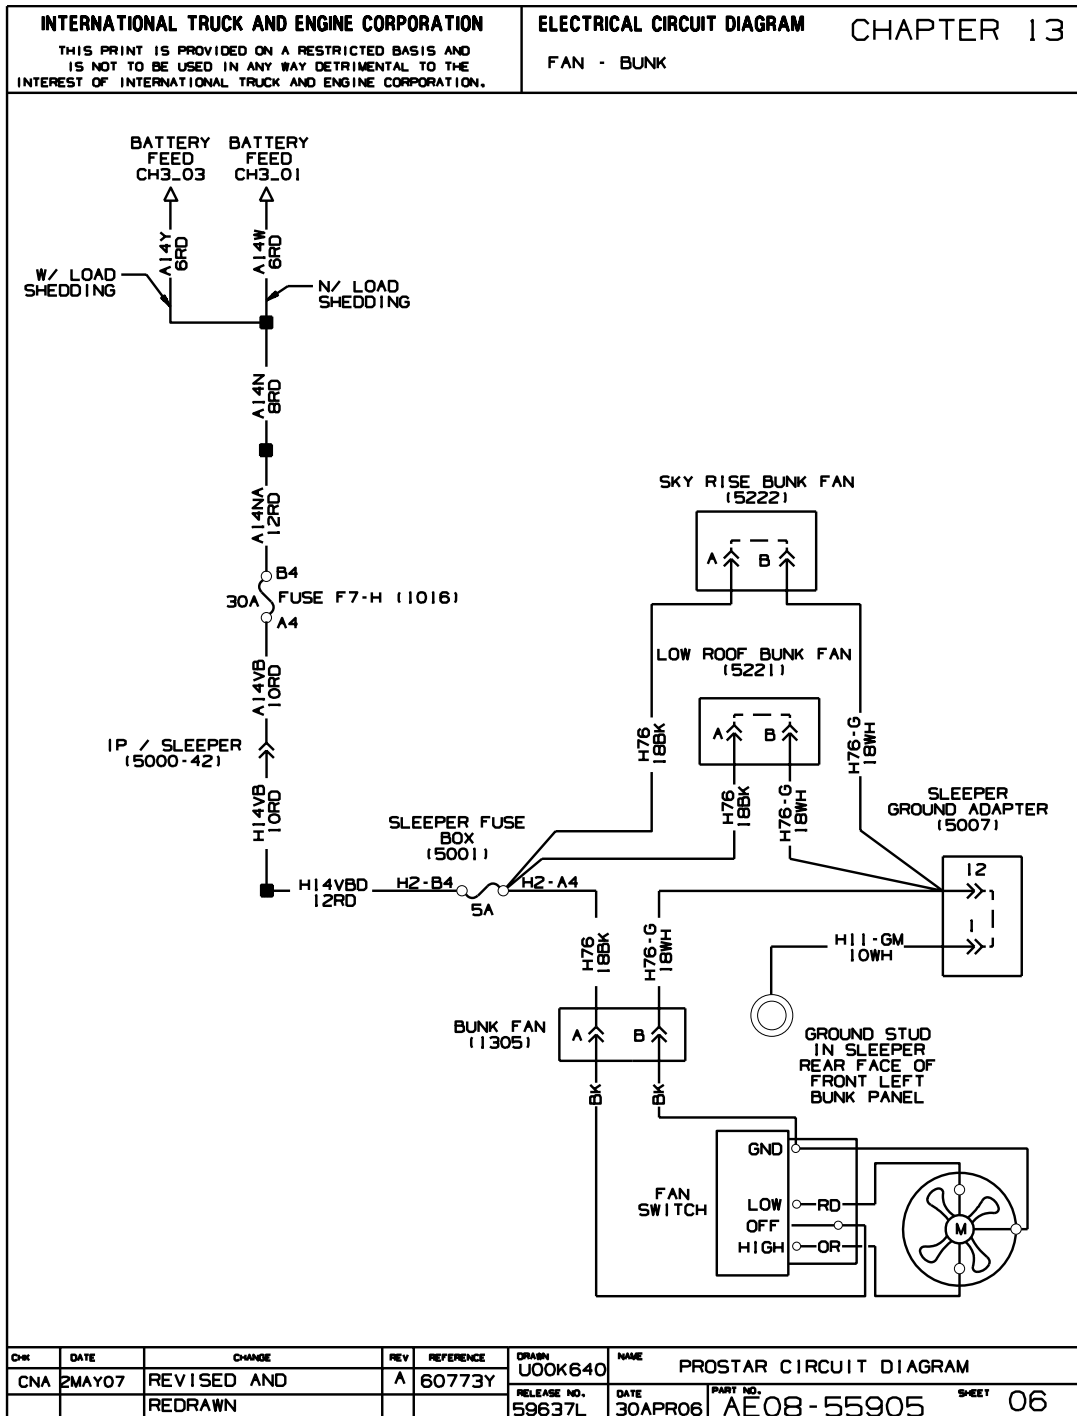 INTERNATIONAL TRUCK AND ENGINE CORPORATION
THIS PRINT IS PROVIDED ON A RESTRICTED BASIS AND
IS NOT TO BE USED IN ANY WAY DETRIMENTAL TO THE
INTEREST OF INTERNATIONAL TRUCK AND ENGINE CORPORATION.
ELECTRICAL CIRCUIT DIAGRAM
CHAPTER 13
FAN - BUNK
BATTERY
FEED
CH3_03
BATTERY
FEED
CH3_01
A14Y
6RD
A14W
6RD
W/ LOAD
SHEDDING
N/ LOAD
SHEDDING
A14N
8RD
A14NA
12RD
B4
30A
FUSE F7-H (1016)
A4
A14VB
10RD
IP / SLEEPER
(5000-42)
H14VB
10RD
H14VBD
12RD
SLEEPER FUSE
BOX
(5001)
H2-B4
5A
H2-A4
SKY RISE BUNK FAN
(5222)
A
B
LOW ROOF BUNK FAN
(5221)
A
B
H76
18BK
H76-G
18WH
H76
18BK
H76-G
18WH
SLEEPER
GROUND ADAPTER
(5007)
12
1
H11-GM
10WH
H76
18BK
H76-G
18WH
BUNK FAN
(1305)
A
B
GROUND STUD
IN SLEEPER
REAR FACE OF
FRONT LEFT
BUNK PANEL
BK
BK
FAN
SWITCH
GND
LOW
RD
OFF
HIGH
OR
M
CHK
DATE
CHANGE
REV
REFERENCE
DRAWN
U00K640
NAME
PROSTAR CIRCUIT DIAGRAM
CNA
2MAY07
REVISED AND
A
60773Y
REDRAWN
RELEASE NO.
59637L
DATE
30APR06
PART NO.
AE08-55905
SHEET
06